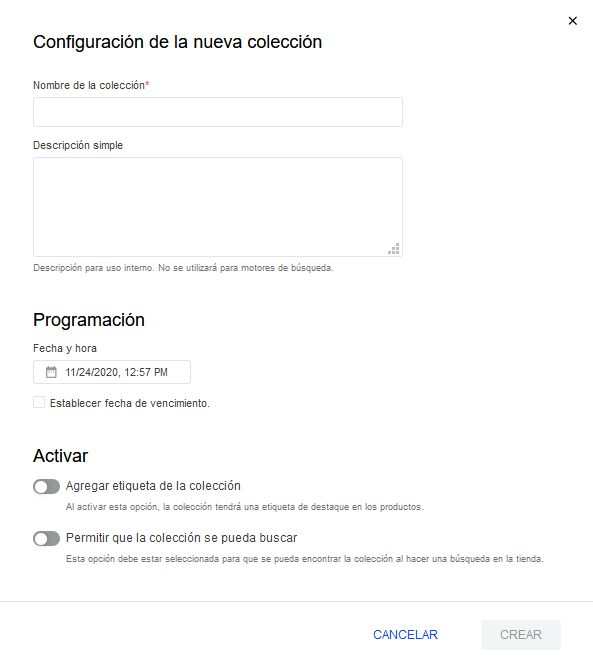 Configuración de la nueva colección
Nombre de la colección*
Descripción simple
Descripción para uso interno. No se utilizará para motores de búsqueda.
Programación
Fecha y hora
11/24/2020, 12:57 PM
Establecer fecha de vencimiento.
Activar
Agregar etiqueta de la colección
Al activar esta opción, la colección tendrá una etiqueta de destaque en los productos.
Permitir que la colección se pueda buscar
Esta opción debe estar seleccionada para que se pueda encontrar la colección al hacer una búsqueda en la tienda.
CANCELAR CREAR